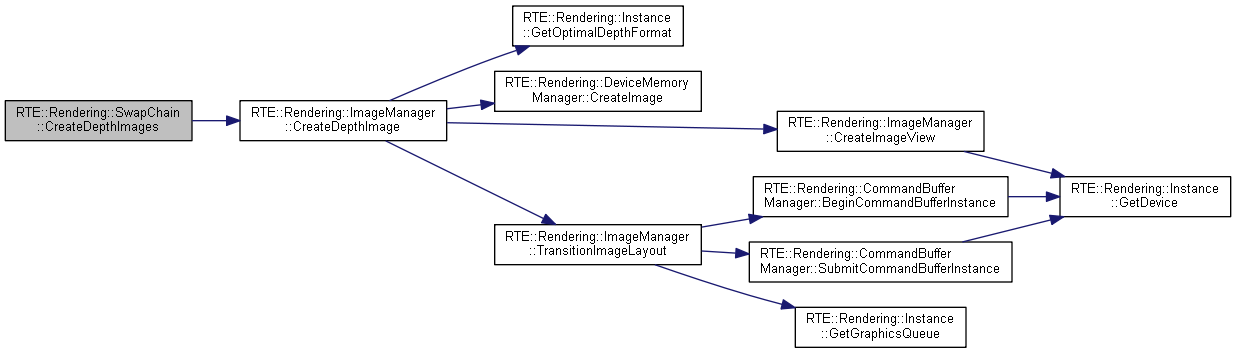 RTE::Rendering::SwapChain
::CreateDepthImages
RTE::Rendering::ImageManager
::CreateDepthImage
RTE::Rendering::Instance
::GetOptimalDepthFormat
RTE::Rendering::DeviceMemory
Manager::CreateImage
RTE::Rendering::ImageManager
::CreateImageView
RTE::Rendering::ImageManager
::TransitionImageLayout
RTE::Rendering::CommandBuffer
Manager::BeginCommandBufferInstance
RTE::Rendering::CommandBuffer
Manager::SubmitCommandBufferInstance
RTE::Rendering::Instance
::GetGraphicsQueue
RTE::Rendering::Instance
::GetDevice